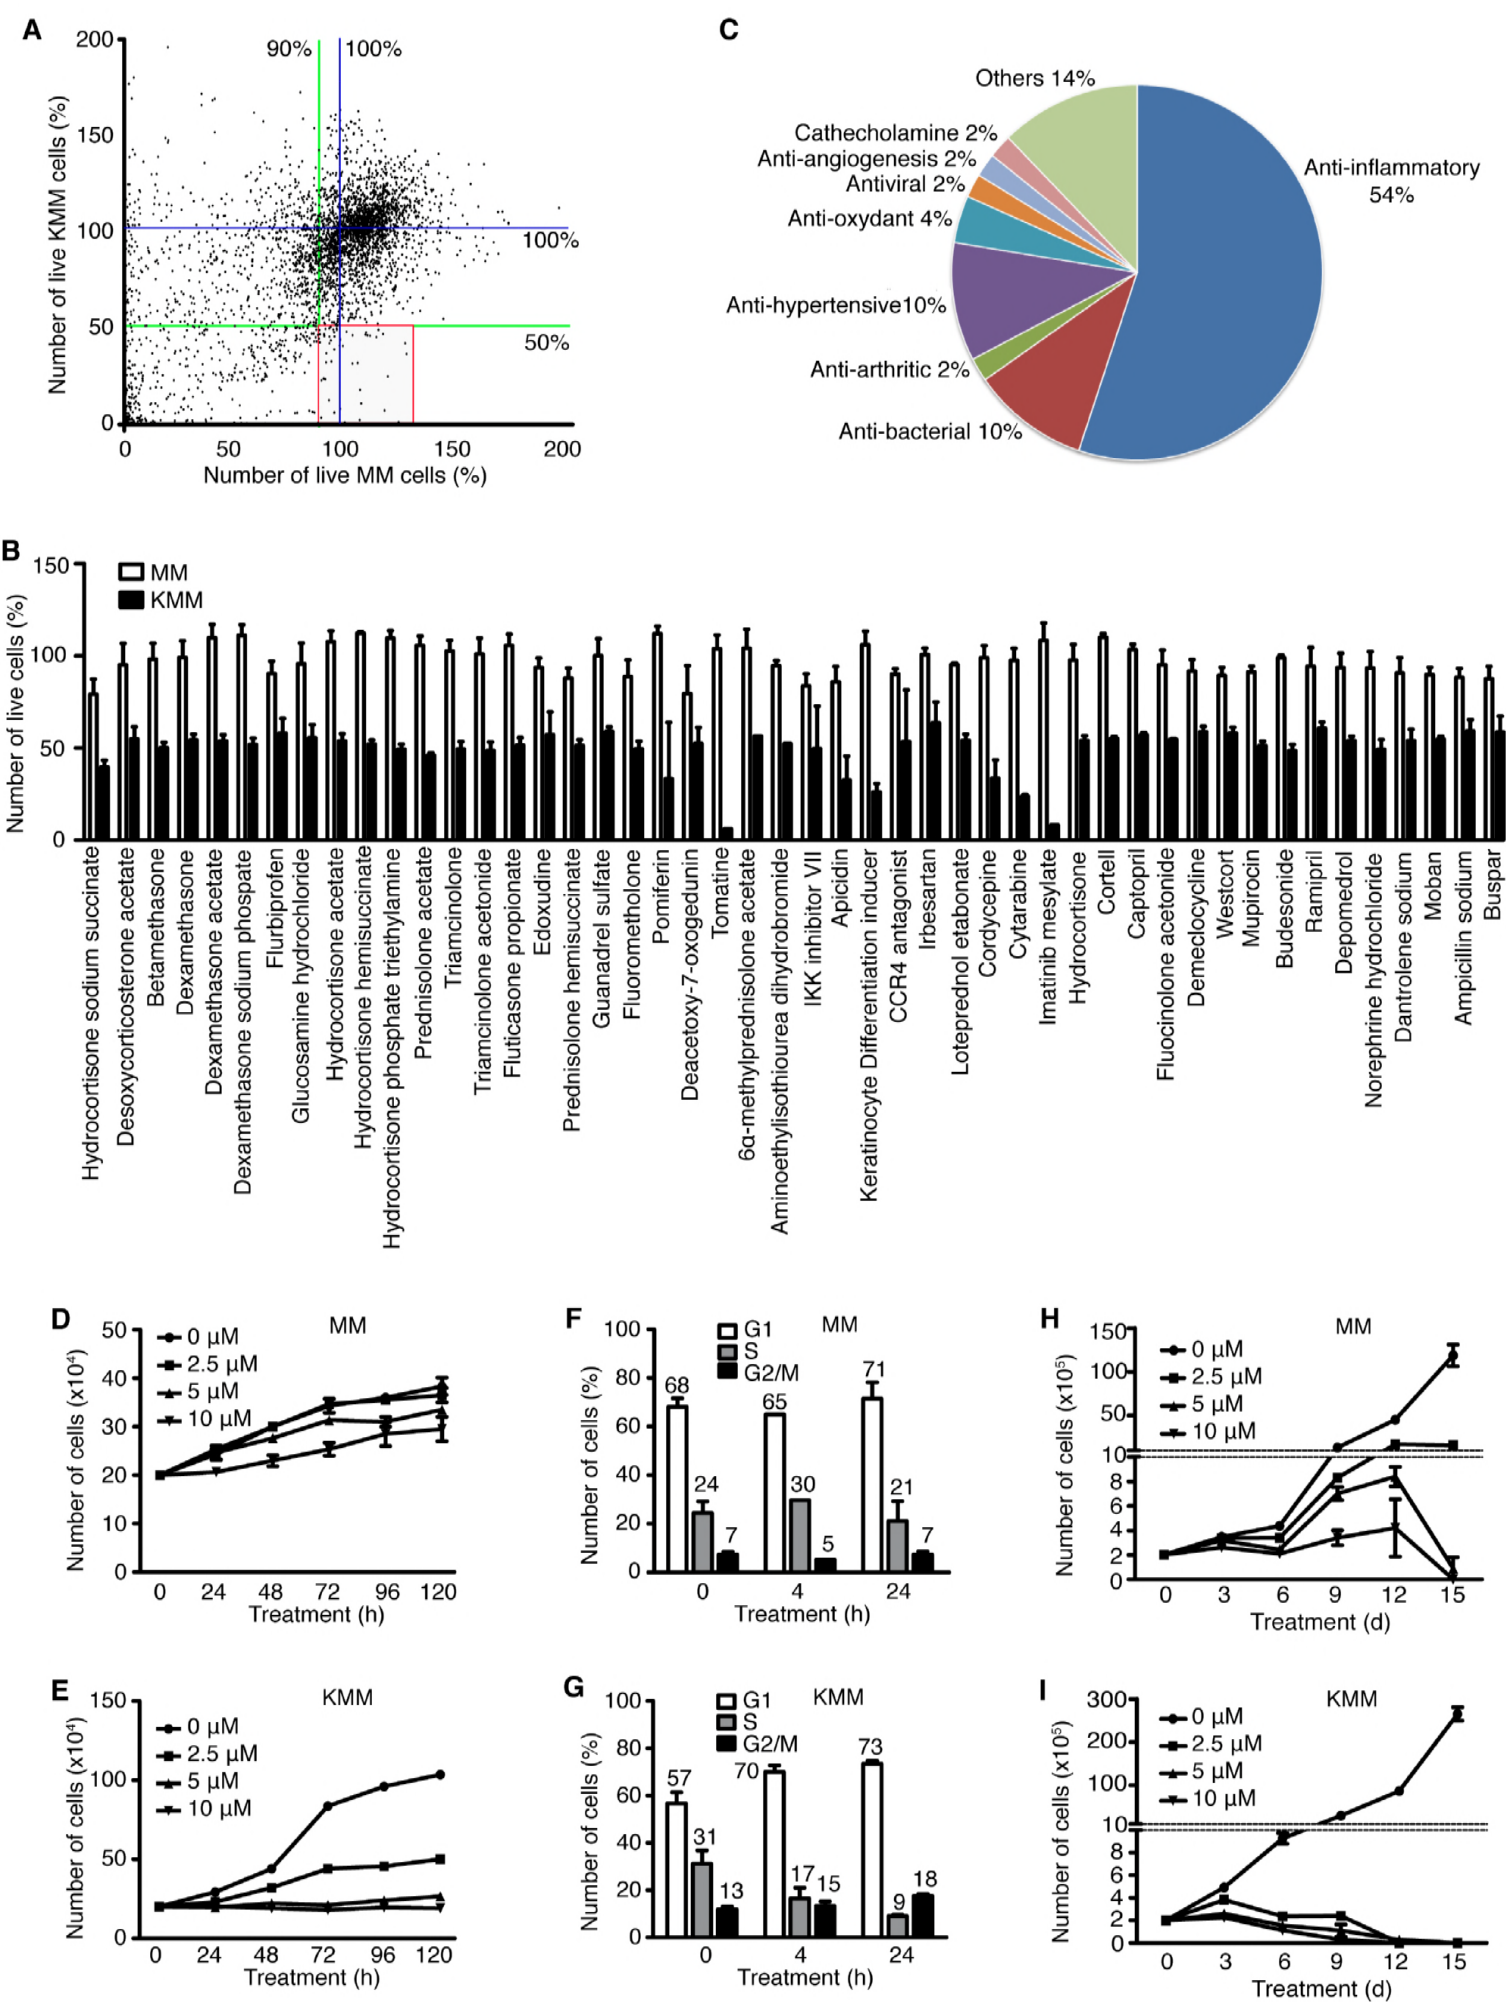 A
200
150
100
50
0
90%
100%
100%
50%
0
50
100
150
200
Number of live KMM cells (%)
Number of live MM cells (%)
C
Others 14%
Cathecholamine 2%
Anti-angiogenesis 2%
Antiviral 2%
Anti-oxydant 4%
Anti-hypertensive10%
Anti-arthritic 2%
Anti-bacterial 10%
Anti-inflammatory
54%
B
150
100
50
0
Number of live cells (%)
MM
KMM
Hydrocortisone sodium succinate
Desoxycorticosterone acetate
Betamethasone
Dexamethasone
Dexamethasone acetate
Dexamethasone sodium phospate
Flurbiprofen
Glucosamine hydrochloride
Hydrocortisone acetate
Hydrocortisone hemisuccinate
Hydrocortisone phosphate triethylamine
Prednisolone acetate
Triamcinolone
Triamcinolone acetonide
Fluticasone propionate
Edoxudine
Prednisolone hemisuccinate
Guanadrel sulfate
Fluorometholone
Pomiferin
Deacetoxy-7-oxogedunin
Tomatine
6α-methylprednisolone acetate
Aminoethylisothiourea dihydrobromide
IKK inhibitor VII
Apicidin
Keratinocyte Differentiation inducer
CCR4 antagonist
Irbesartan
Loteprednol etabonate
Cordycepine
Cytarabine
Imatinib mesylate
Hydrocortisone
Cortell
Captopril
Fluocinolone acetonide
Demeclocycline
Westcort
Mupirocin
Budesonide
Ramipril
Depomedrol
Norephrine hydrochloride
Dantrolene sodium
Moban
Ampicillin sodium
Buspar
D
MM
50
40
30
20
10
0
0 µM
2.5 µM
5 µM
10 µM
Number of cells (x10⁴)
0 24 48 72 96 120
Treatment (h)
F
MM
100
80
60
40
20
0
G1
S
G2/M
68
24
7
65
30
5
71
21
7
Number of cells (%)
0 4 24
Treatment (h)
H
MM
150
100
50
10
8
6
4
2
0
0 µM
2.5 µM
5 µM
10 µM
Number of cells (x10⁵)
0 3 6 9 12 15
Treatment (d)
E
KMM
150
100
50
0
0 µM
2.5 µM
5 µM
10 µM
Number of cells (x10⁴)
0 24 48 72 96 120
Treatment (h)
G
KMM
100
80
60
40
20
0
G1
S
G2/M
57
31
13
70
17
15
73
9
18
Number of cells (%)
0 4 24
Treatment (h)
I
KMM
300
200
100
10
8
6
4
2
0
0 µM
2.5 µM
5 µM
10 µM
Number of cells (x10⁵)
0 3 6 9 12 15
Treatment (d)